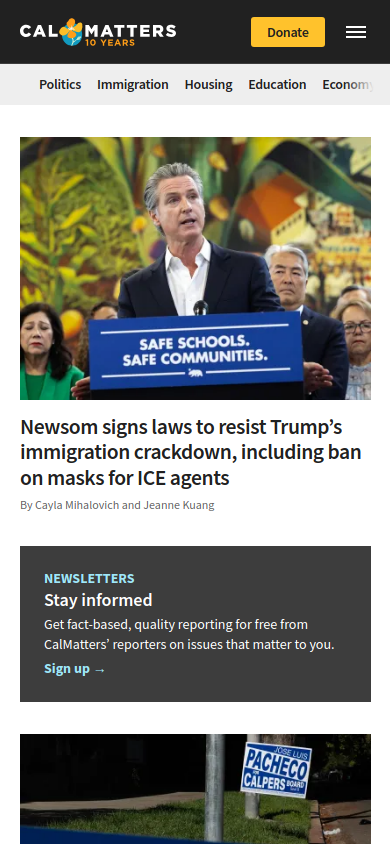 CALMATTERS
10 YEARS
Donate
Politics Immigration Housing Education Economy
SAFE SCHOOLS.
SAFE COMMUNITIES.
Newsom signs laws to resist Trump’s
immigration crackdown, including ban
on masks for ICE agents
By Cayla Mihalovich and Jeanne Kuang
NEWSLETTERS
Stay informed
Get fact-based, quality reporting for free from
CalMatters’ reporters on issues that matter to you.
Sign up →
JOSE LUIS
PACHECO
FOR
CALPERS BOARD